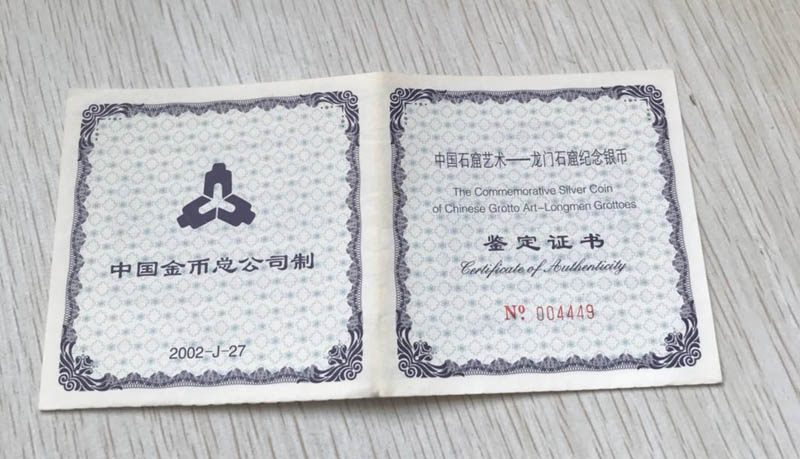 中国金币总公司制
2002-J-27
中国石窟艺术——龙门石窟纪念银币
The Commemorative Silver Coin
of Chinese Grotto Art-Longmen Grottoes
鉴定证书
Certificate of Authenticity
Nº 004449